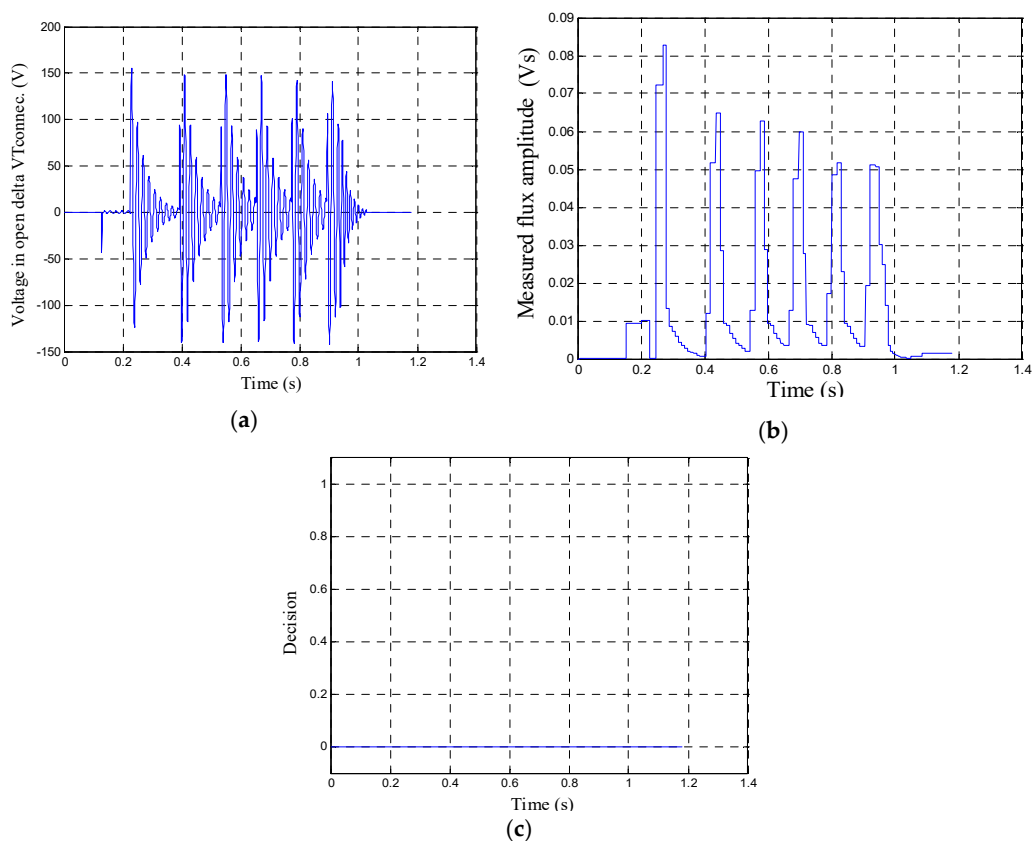 200
150
100
50
0
-50
-100
-150
0 0.2 0.4 0.6 0.8 1 1.2 1.4
Voltage in open delta VTconnec. (V)
Time (s)
(a)
0.09
0.08
0.07
0.06
0.05
0.04
0.03
0.02
0.01
0
0 0.2 0.4 0.6 0.8 1 1.2 1.4
Measured flux amplitude (Vs)
Time (s)
(b)
1
0.8
0.6
0.4
0.2
0
0 0.2 0.4 0.6 0.8 1 1.2 1.4
Decision
Time (s)
(c)